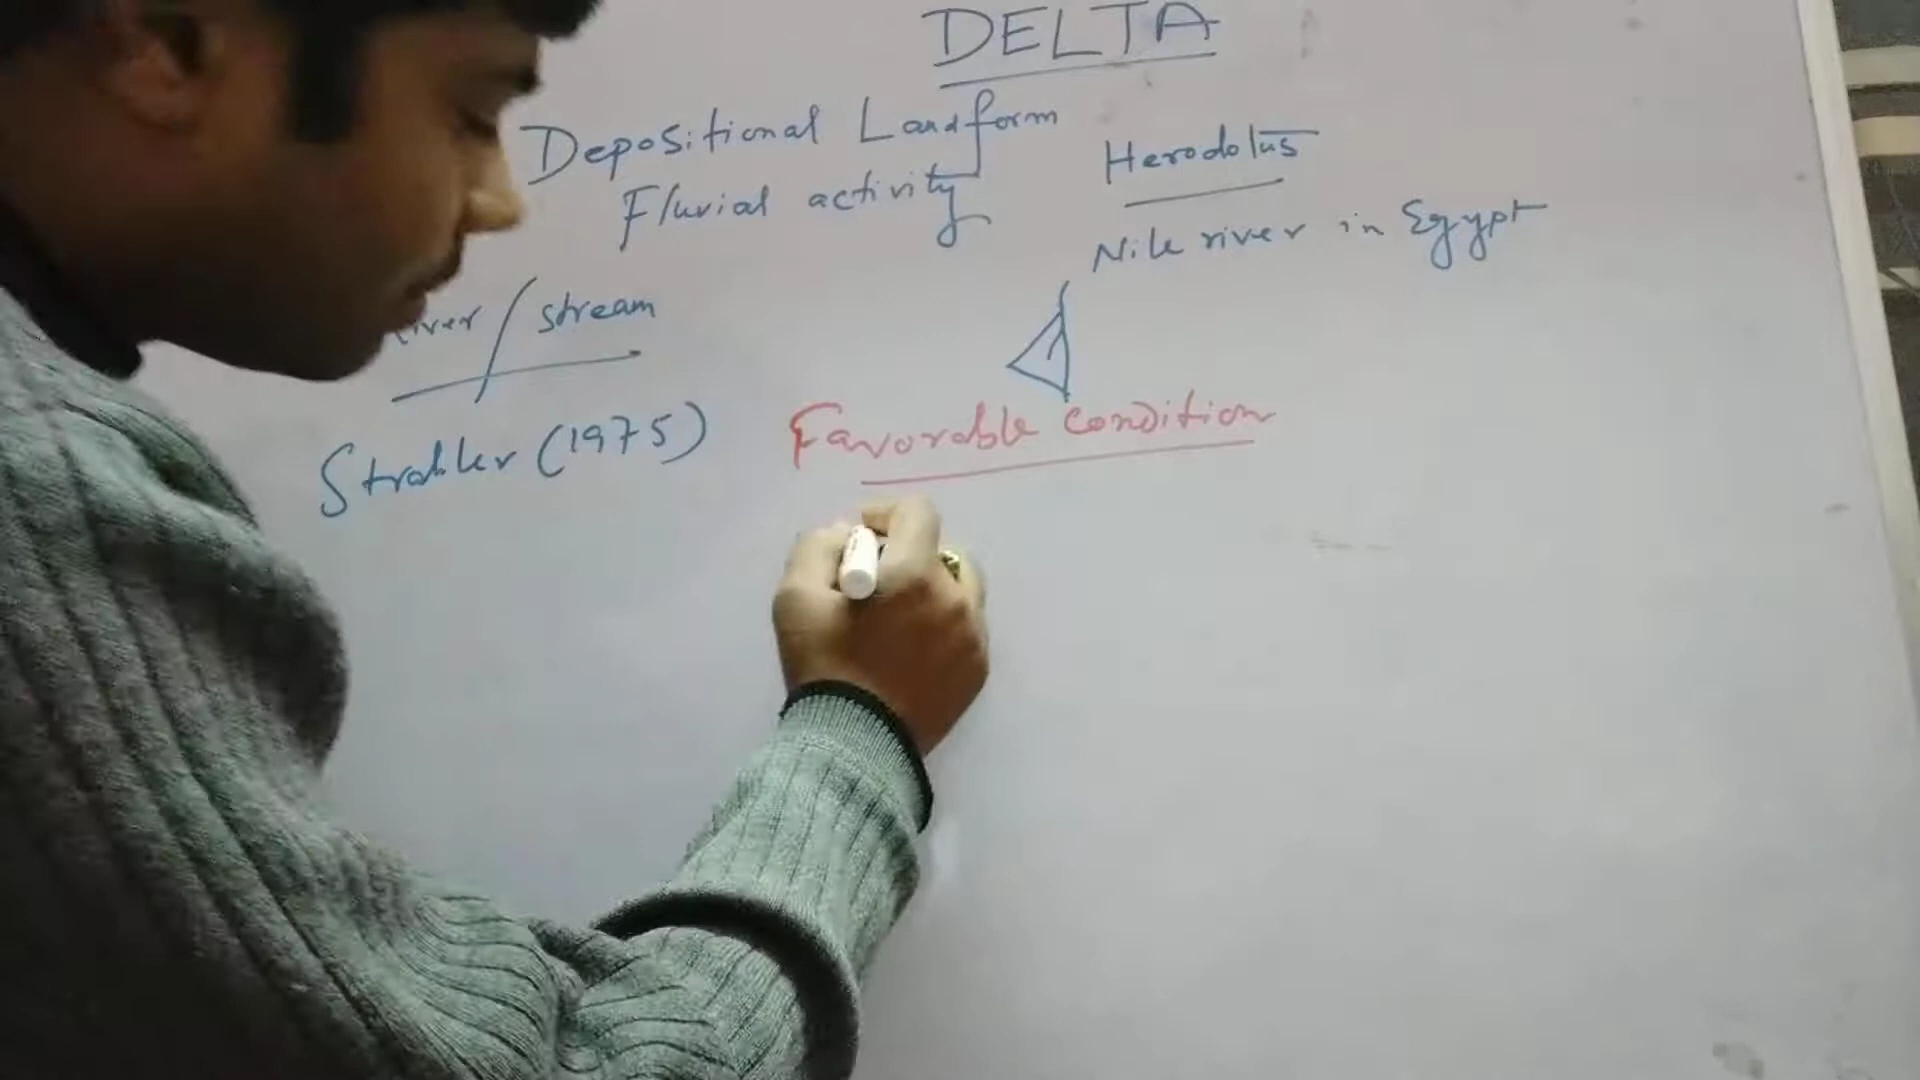 DELTA
Depositional Landform
Fluvial activity
Herodotus
Nile river in Egypt
River / stream
Strahler (1975)
Favorable condition